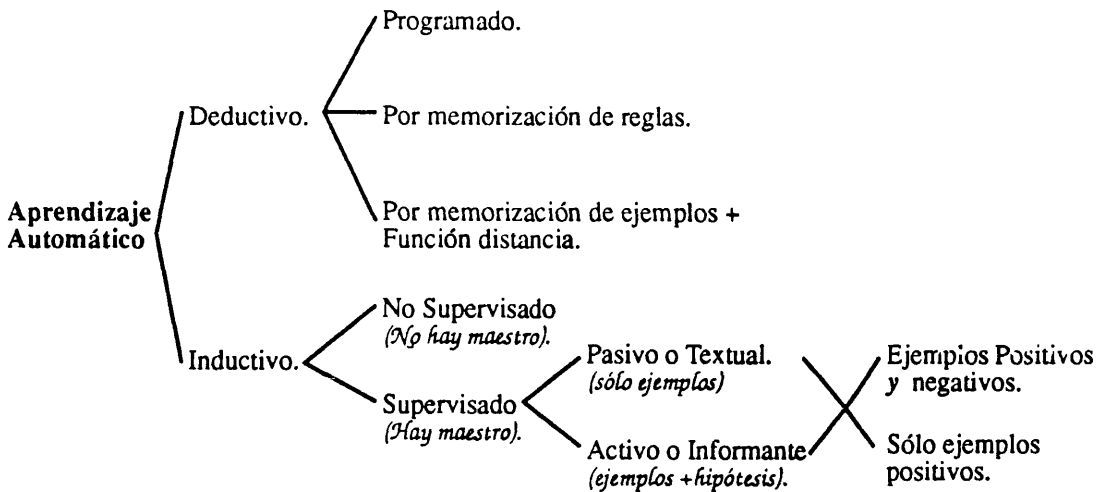 Programado.
Deductivo.
Por memorización de reglas.
Aprendizaje
Automático
Por memorización de ejemplos +
Función distancia.
No Supervisado
(No hay maestro).
Inductivo.
Pasivo o Textual.
(sólo ejemplos)
Ejemplos Positivos
y negativos.
Supervisado
(Hay maestro).
Activo o Informante
(ejemplos + hipótesis).
Sólo ejemplos
positivos.